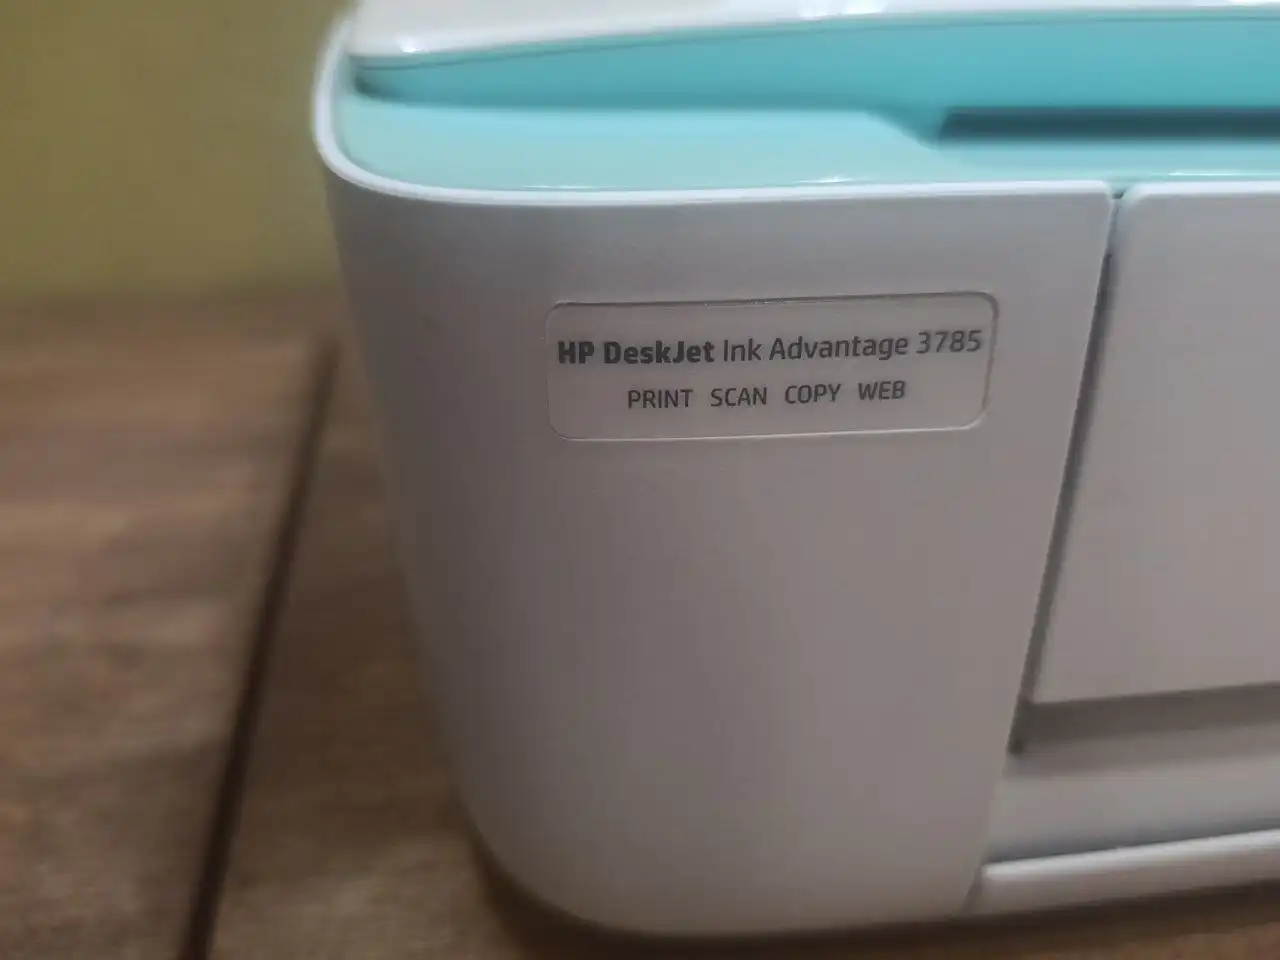 HP DeskJet Ink Advantage 3785
PRINT SCAN COPY WEB